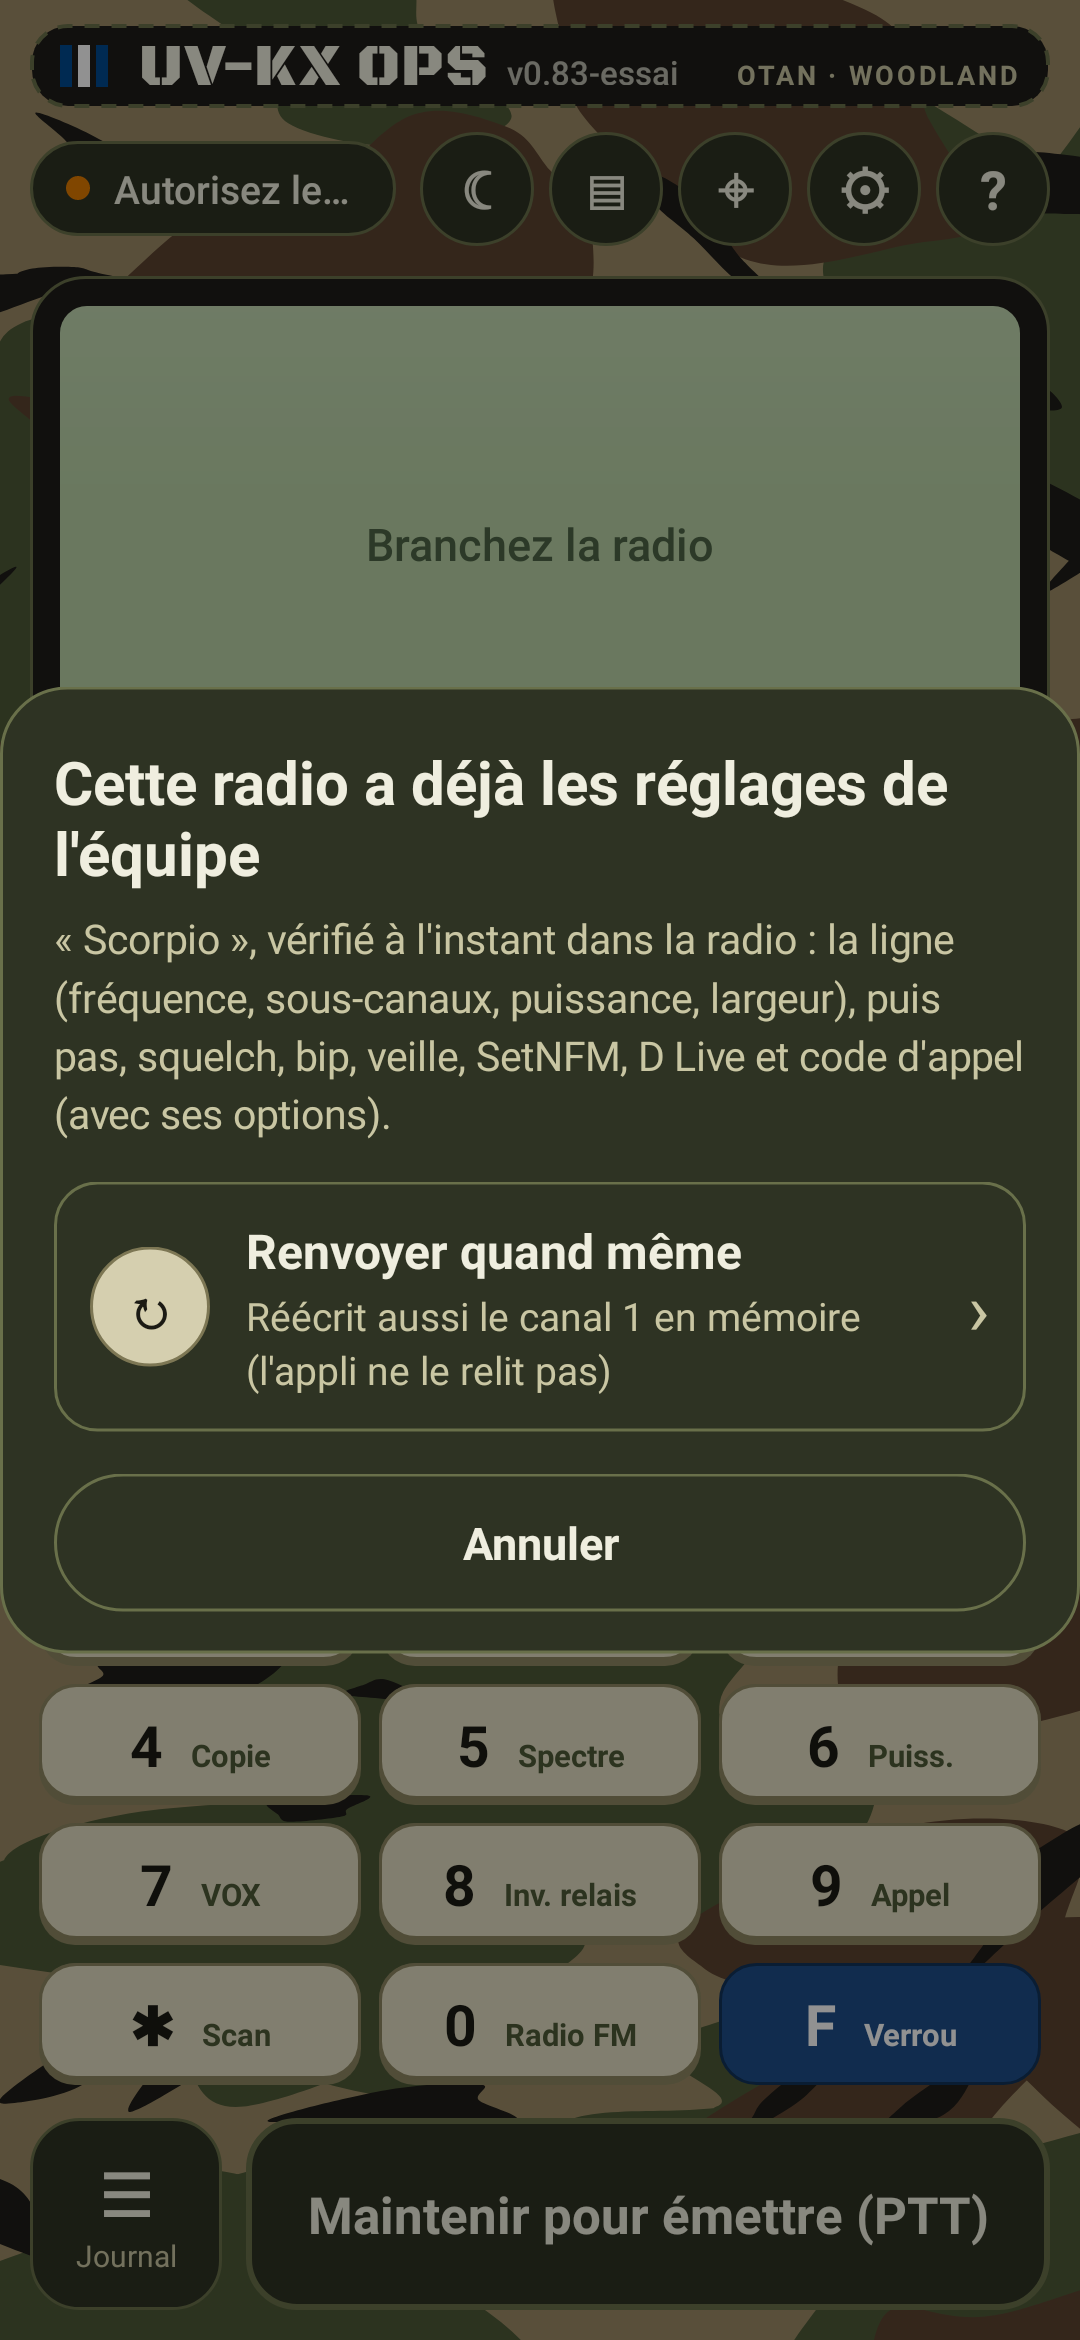 UV-KX OPS v0.83-essai OTAN · WOODLAND
Autorisez le... ?
Branchez la radio
Cette radio a déjà les réglages de
l'équipe
« Scorpio », vérifié à l'instant dans la radio : la ligne
(fréquence, sous-canaux, puissance, largeur), puis
pas, squelch, bip, veille, SetNFM, D Live et code d'appel
(avec ses options).
Renvoyer quand même
Réécrit aussi le canal 1 en mémoire
(l'appli ne le relit pas)
Annuler
4 Copie 5 Spectre 6 Puiss.
7 VOX 8 Inv. relais 9 Appel
✱ Scan 0 Radio FM F Verrou
Maintenir pour émettre (PTT)
Journal